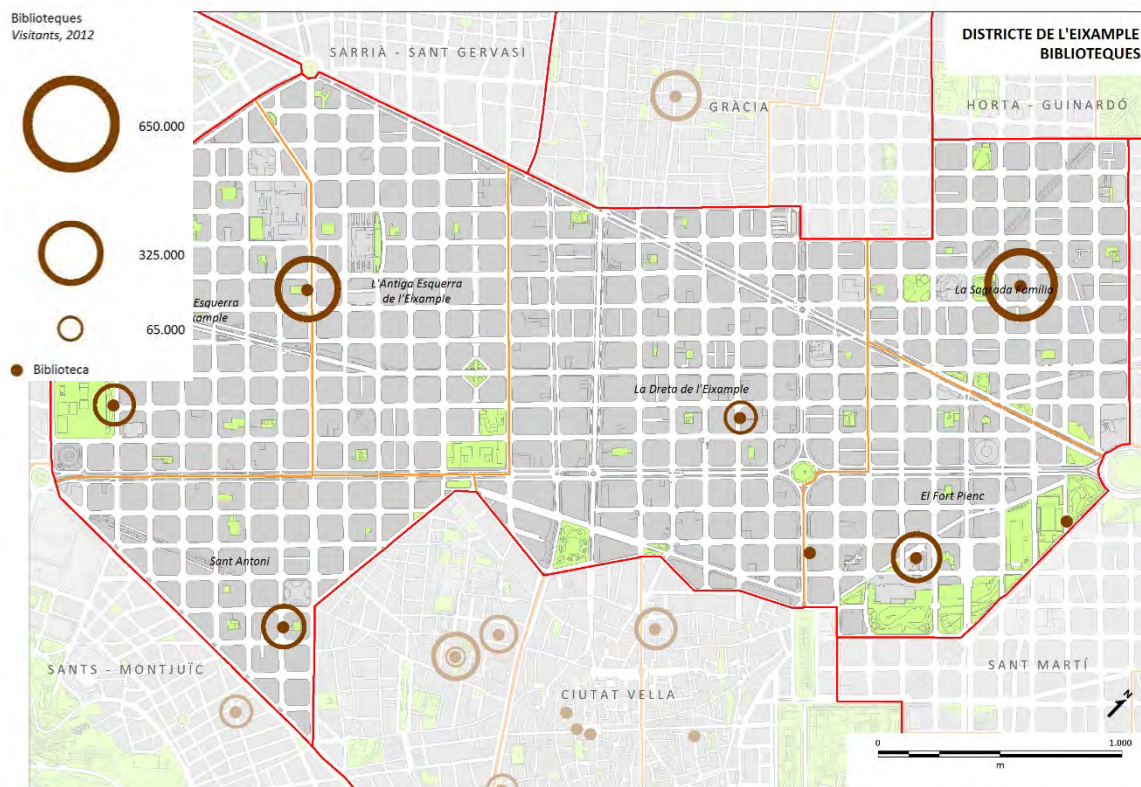 Biblioteques
Visitants, 2012
650.000
325.000
65.000
Biblioteca
DISTRICTE DE L'EIXAMPLE
BIBLIOTEQUES
SARRIÀ - SANT GERVASI
GRÀCIA
HORTA - GUINARDÓ
L'Antiga Esquerra
de l'Eixample
Esquerra
xample
La Sagrada Família
La Dreta de l'Eixample
El Fort Pienc
Sant Antoni
SANTS - MONTJUÏC
CIUTAT VELLA
SANT MARTÍ
N
0
1.000
m